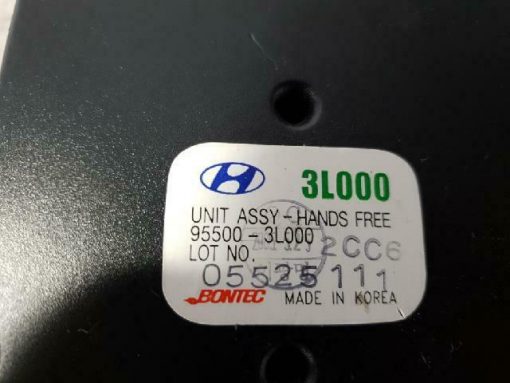 3L000
UNIT ASSY-HANDS FREE
95500-3L000
2CC6
LOT NO.
05525111
BONTEC MADE IN KOREA